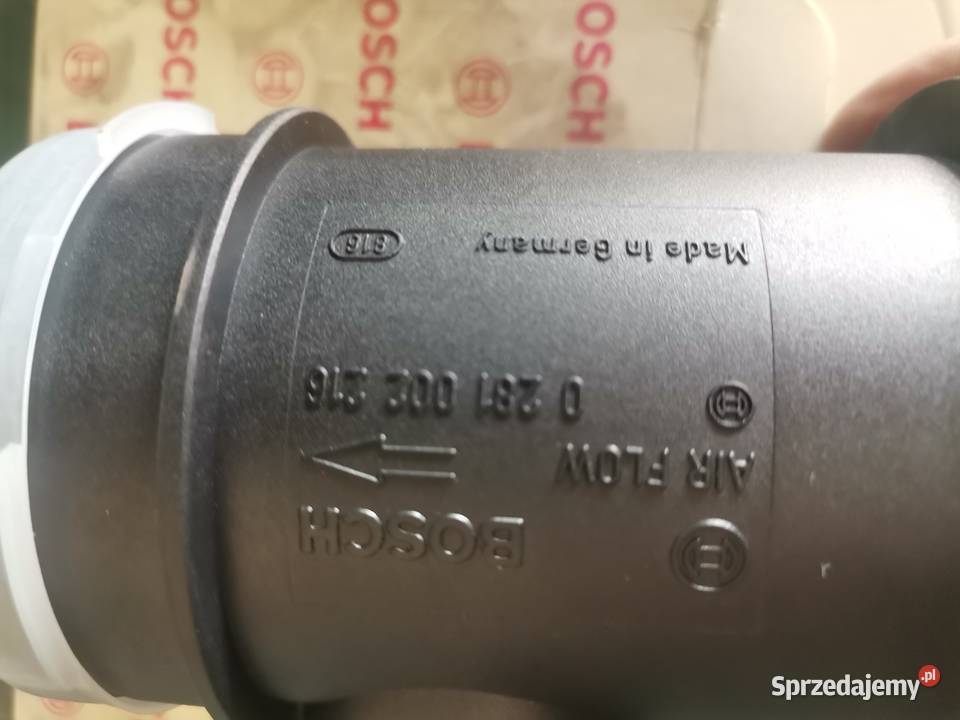 BOSCH
BOSCH
BOSCH
BOSCH
AIR FLOW
0 281 002 216
Made in Germany
816
Sprzedajemy.pl